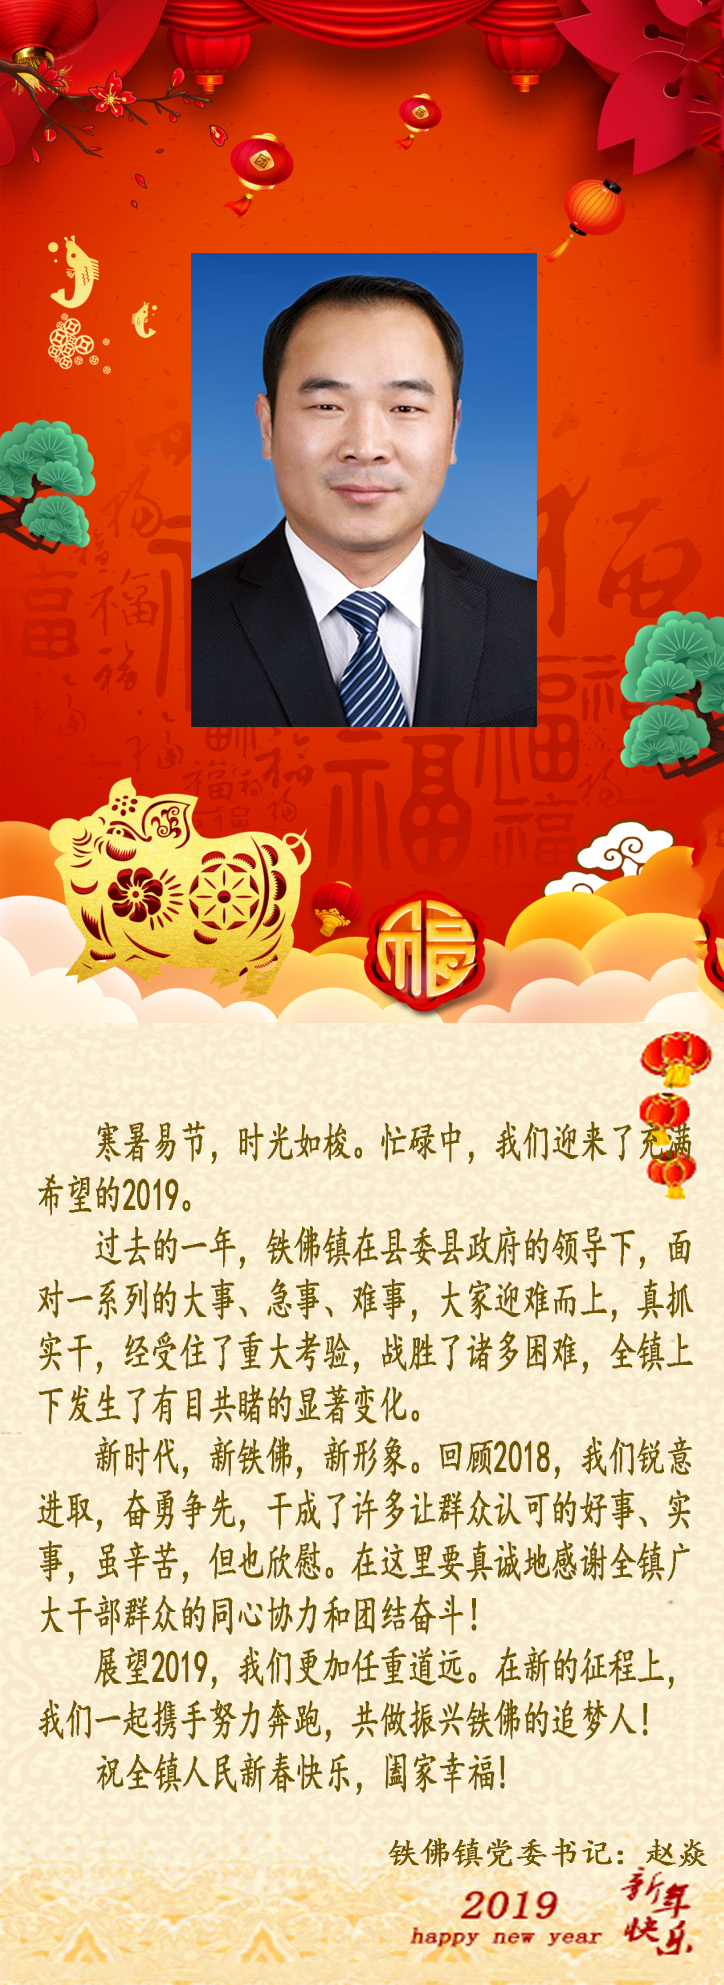 福
寒暑易节，时光如梭。忙碌中，我们迎来了充满
希望的2019。
过去的一年，铁佛镇在县委县政府的领导下，面
对一系列的大事、急事、难事，大家迎难而上，真抓
实干，经受住了重大考验，战胜了诸多困难，全镇上
下发生了有目共睹的显著变化。
新时代，新铁佛，新形象。回顾2018，我们锐意
进取，奋勇争先，干成了许多让群众认可的好事、实
事，虽辛苦，但也欣慰。在这里要真诚地感谢全镇广
大干部群众的同心协力和团结奋斗！
展望2019，我们更加任重道远。在新的征程上，
我们一起携手努力奔跑，共做振兴铁佛的追梦人！
祝全镇人民新春快乐，阖家幸福！
铁佛镇党委书记：赵焱
2019
happy new year
新年
快乐